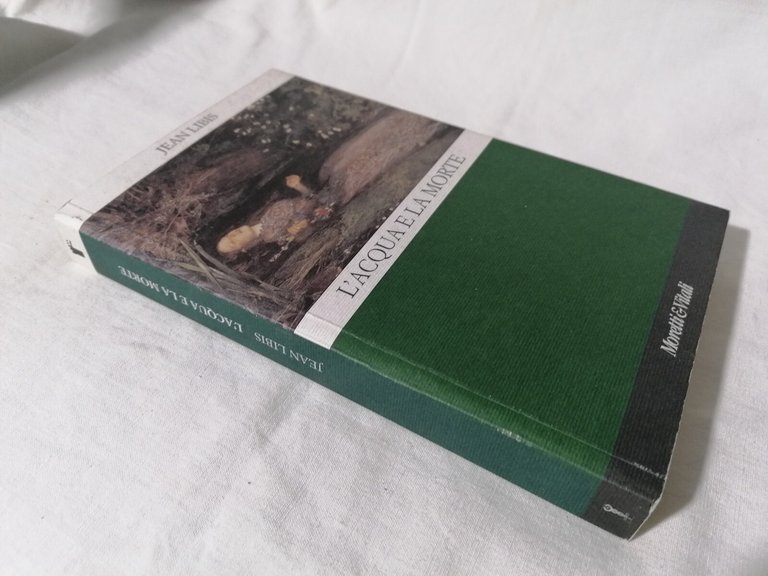 JEAN LIBIS
L'ACQUA E LA MORTE
Moretti&Vitali
JEAN LIBIS L'ACQUA E LA MORTE